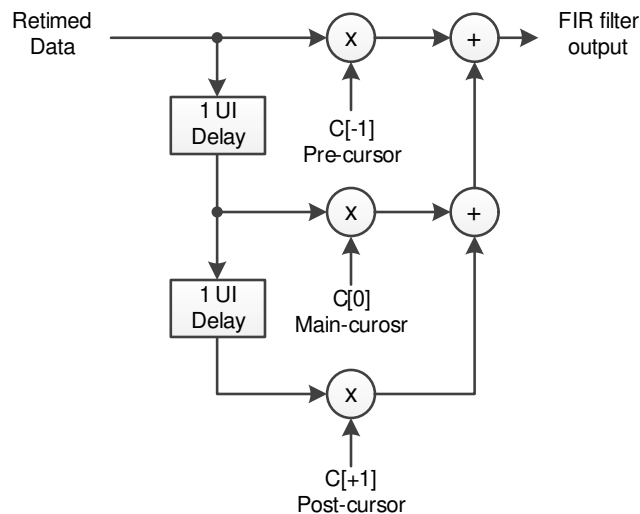 Retimed
Data
x
+
FIR filter
output
1 UI
Delay
C[-1]
Pre-cursor
x
+
1 UI
Delay
C[0]
Main-curosr
x
C[+1]
Post-cursor